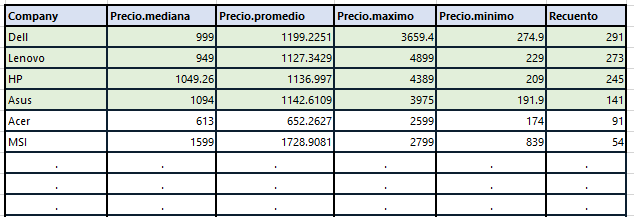 Company Precio.mediana Precio.promedio Precio.maximo Precio.minimo Recuento
Dell 999 1199.2251 3659.4 274.9 291
Lenovo 949 1127.3429 4899 229 273
HP 1049.26 1136.997 4389 209 245
Asus 1094 1142.6109 3975 191.9 141
Acer 613 652.2627 2599 174 91
MSI 1599 1728.9081 2799 839 54
. . . . . .
. . . . . .
. . . . . .